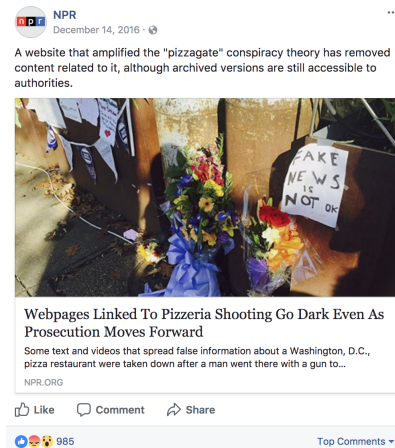 npr
NPR
December 14, 2016 ·
A website that amplified the "pizzagate" conspiracy theory has removed
content related to it, although archived versions are still accessible to
authorities.
FAKE
NEWS
IS
NOT OK
Webpages Linked To Pizzeria Shooting Go Dark Even As
Prosecution Moves Forward
Some text and videos that spread false information about a Washington, D.C.,
pizza restaurant were taken down after a man went there with a gun to...
NPR.ORG
Like Comment Share
985 Top Comments